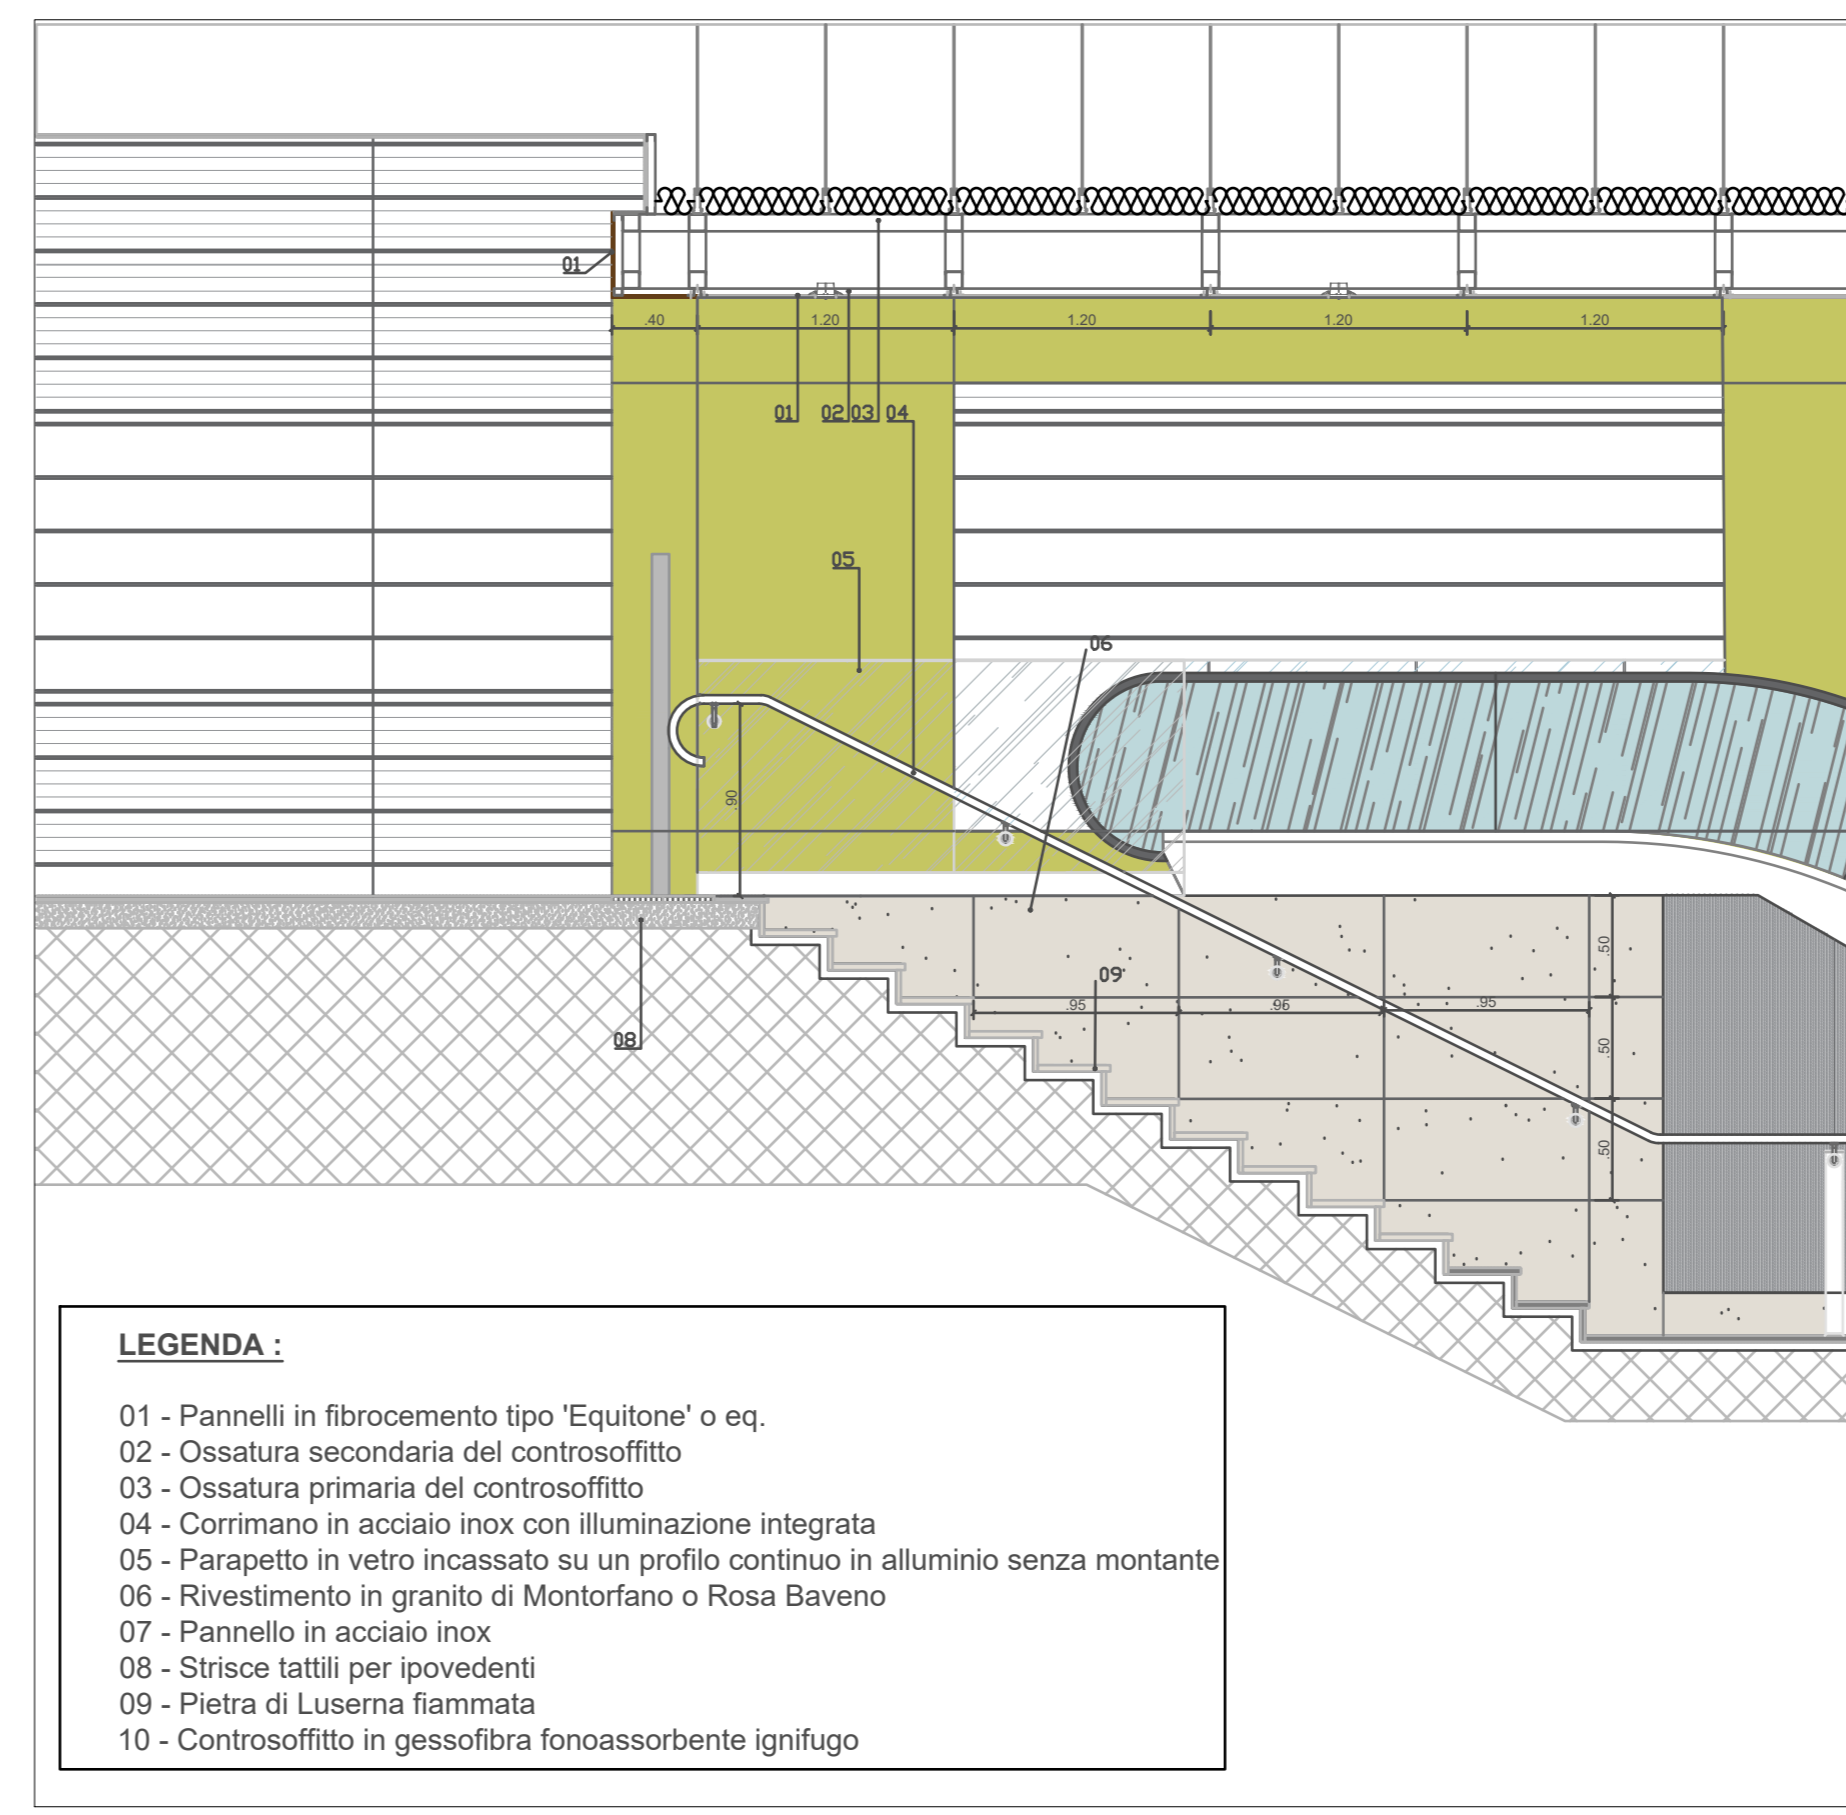 01
.40 1.20 1.20 1.20 1.20
01 02 03 04
05
06
.90
09
.50
.95 .95 .95
08
.50
.50
LEGENDA :
01 - Pannelli in fibrocemento tipo 'Equitone' o eq.
02 - Ossatura secondaria del controsoffitto
03 - Ossatura primaria del controsoffitto
04 - Corrimano in acciaio inox con illuminazione integrata
05 - Parapetto in vetro incassato su un profilo continuo in alluminio senza montante
06 - Rivestimento in granito di Montorfano o Rosa Baveno
07 - Pannello in acciaio inox
08 - Strisce tattili per ipovedenti
09 - Pietra di Luserna fiammata
10 - Controsoffitto in gessofibra fonoassorbente ignifugo